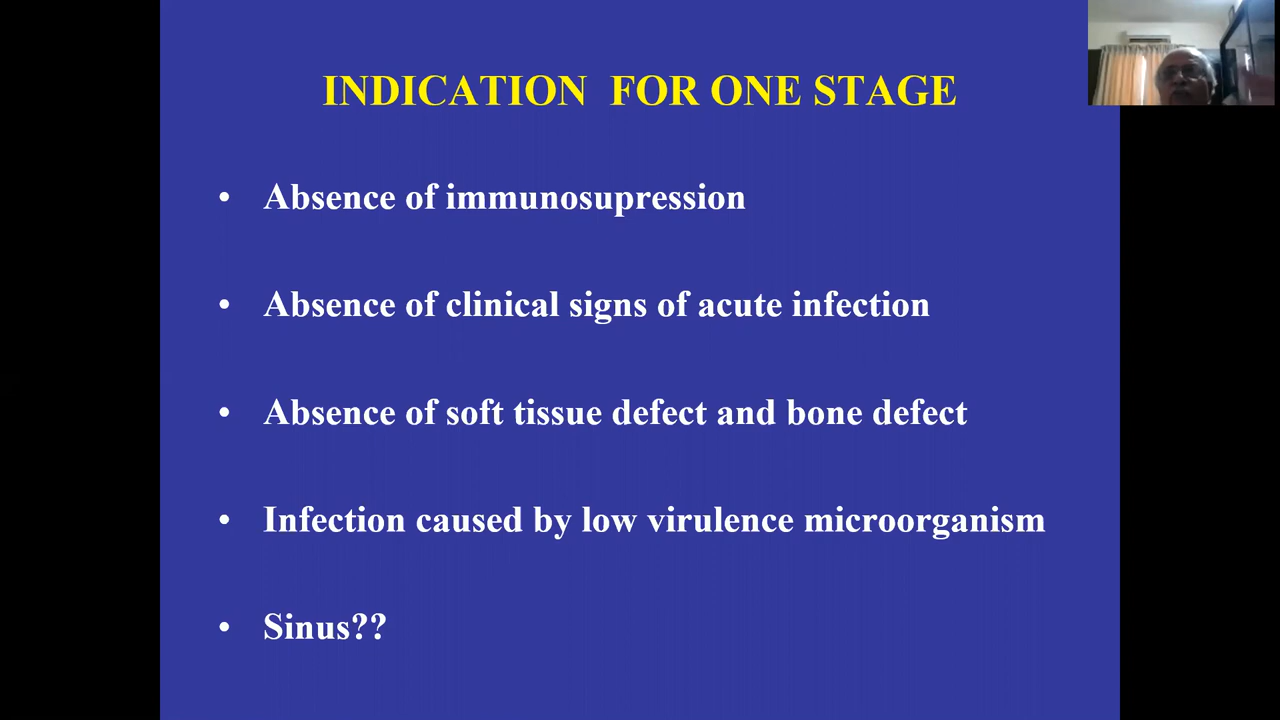 INDICATION FOR ONE STAGE
• Absence of immunosupression
• Absence of clinical signs of acute infection
• Absence of soft tissue defect and bone defect
• Infection caused by low virulence microorganism
• Sinus??